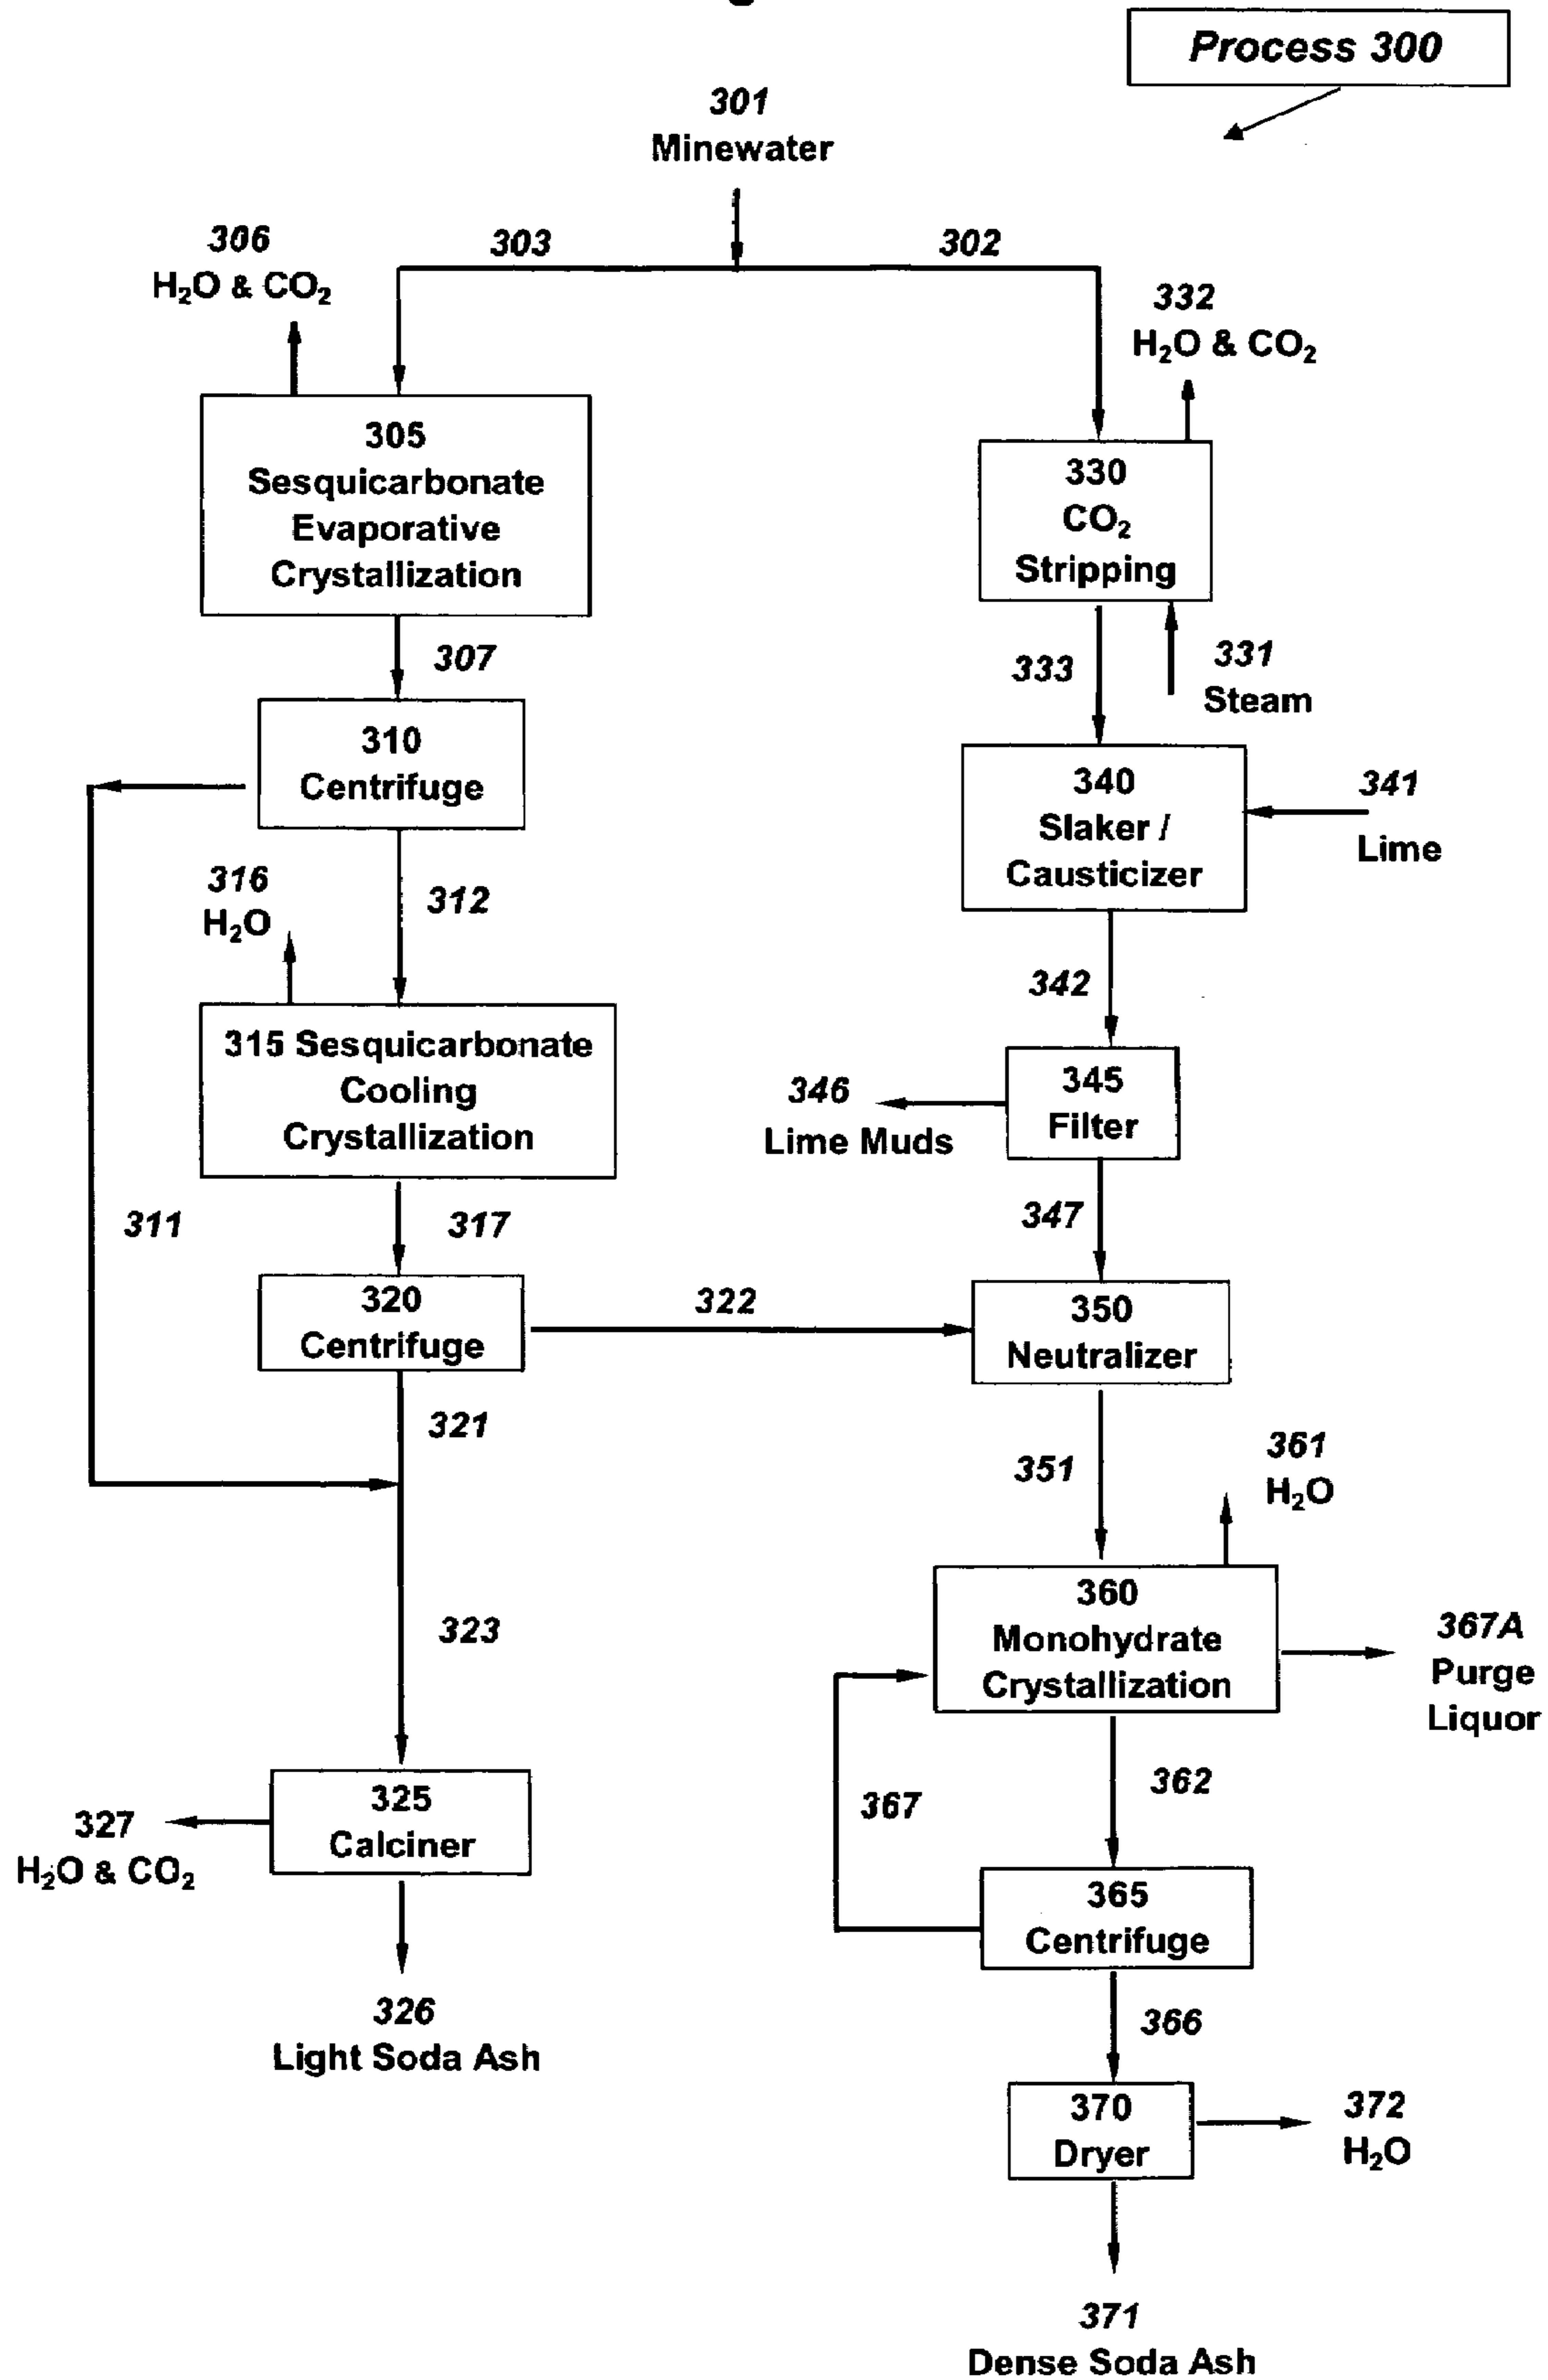 Process 300
301
Minewater
303
302
306
H₂O & CO₂
332
H₂O & CO₂
305
Sesquicarbonate
Evaporative
Crystallization
330
CO₂
Stripping
307
333
331
Steam
310
Centrifuge
340
Slaker /
Causticizer
341
Lime
316
H₂O
312
342
315 Sesquicarbonate
Cooling
Crystallization
345
Filter
346
Lime Muds
311
317
347
320
Centrifuge
322
350
Neutralizer
321
351
361
H₂O
323
360
Monohydrate
Crystallization
367A
Purge
Liquor
325
Calciner
327
H₂O & CO₂
367
362
365
Centrifuge
326
Light Soda Ash
366
370
Dryer
372
H₂O
371
Dense Soda Ash